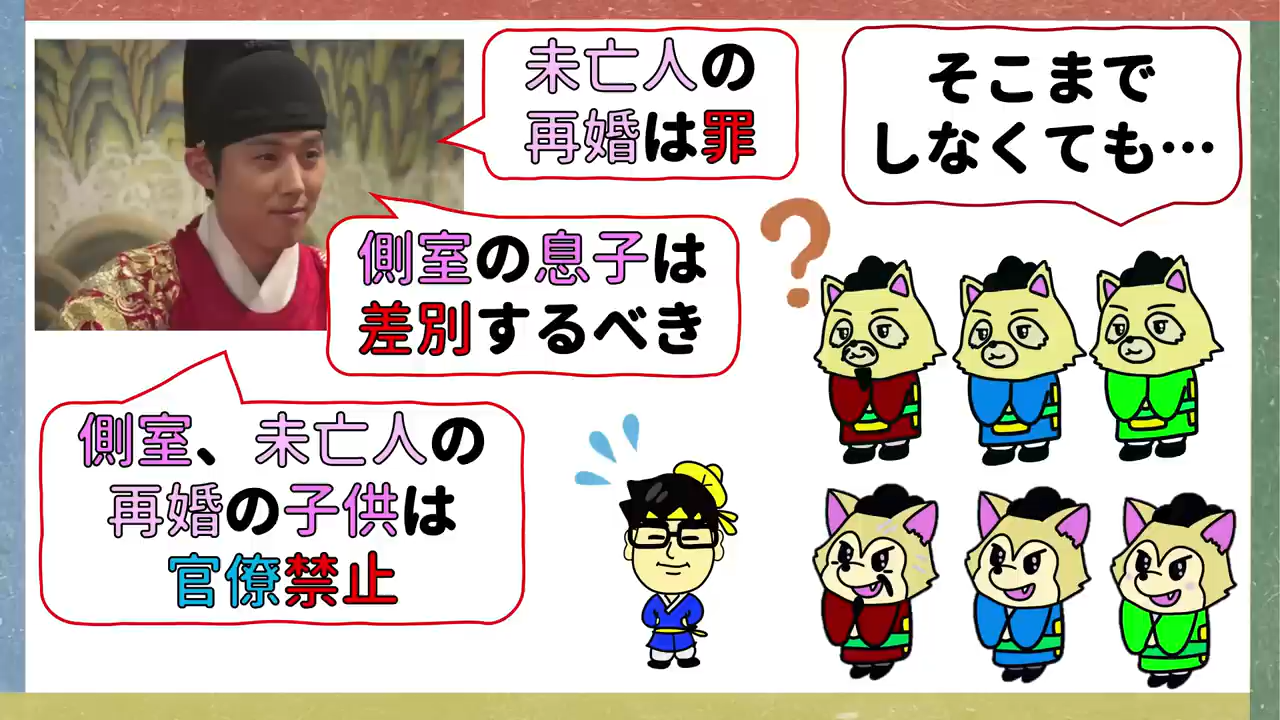 未亡人の
再婚は罪
そこまで
しなくても…
側室の息子は
差別するべき
側室、未亡人の
再婚の子供は
官僚禁止
?